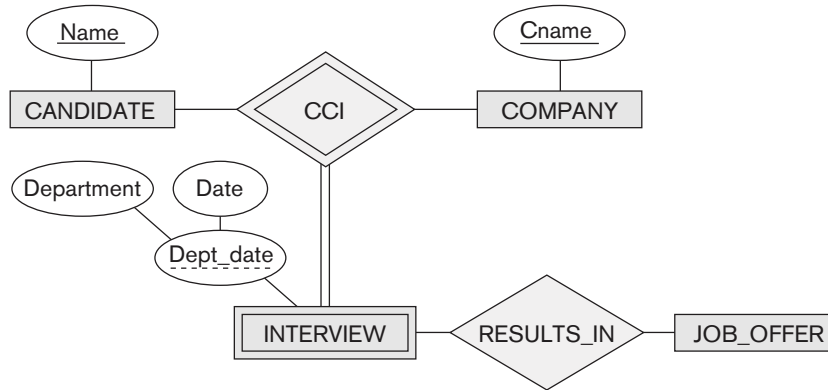 Name
Cname
CANDIDATE
CCI
COMPANY
Department
Date
Dept_date
INTERVIEW
RESULTS_IN
JOB_OFFER